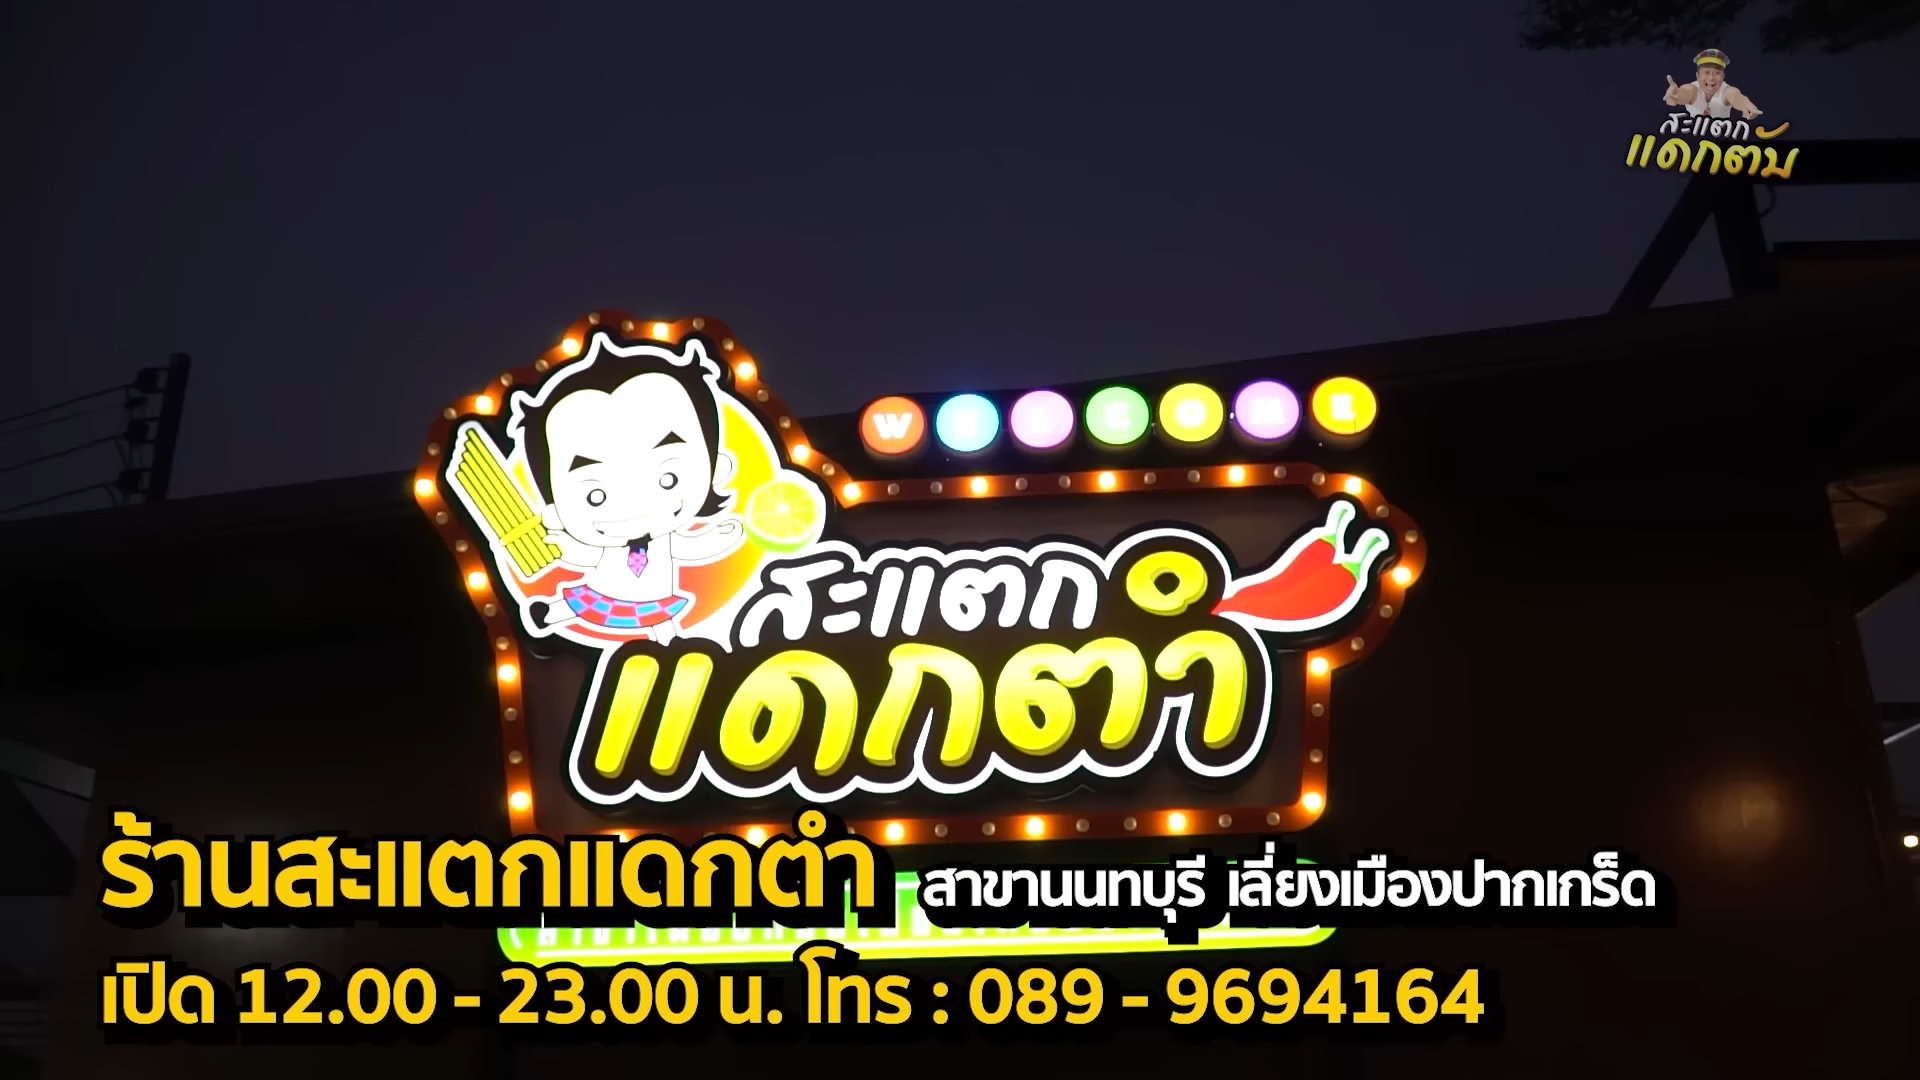 สะแตก
แดกตับ
WELCOME
สะแตก
แดกตำ
ร้านสะแตกแดกตำ สาขานนทบุรี เลี่ยงเมืองปากเกร็ด
เปิด 12.00 - 23.00 น. โทร : 089 - 9694164